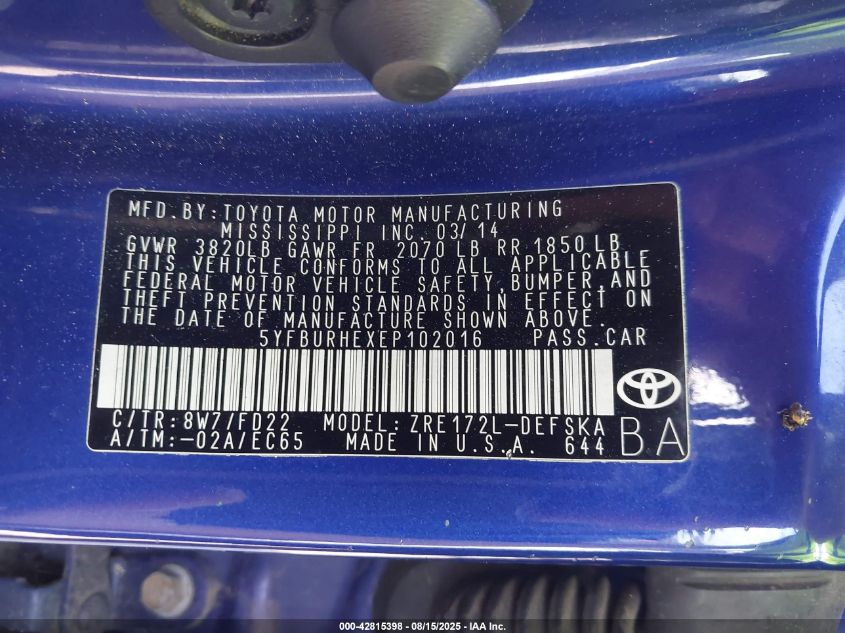 MFD.BY:TOYOTA MOTOR MANUFACTURING
MISSISSIPPI INC. 03/14
GVWR 3820LB GAWR FR 2070 LB RR 1850 LB
THIS VEHICLE CONFORMS TO ALL APPLICABLE
FEDERAL MOTOR VEHICLE SAFETY, BUMPER, AND
THEFT PREVENTION STANDARDS IN EFFECT ON
THE DATE OF MANUFACTURE SHOWN ABOVE.
5YFBURHEXEP102016 PASS.CAR
C/TR:8W7/FD22 MODEL:ZRE172L-DEFSKA
A/TM:-02A/EC65 MADE IN U.S.A. 644 BA
000-42815398 - 08/15/2025 - IAA Inc.